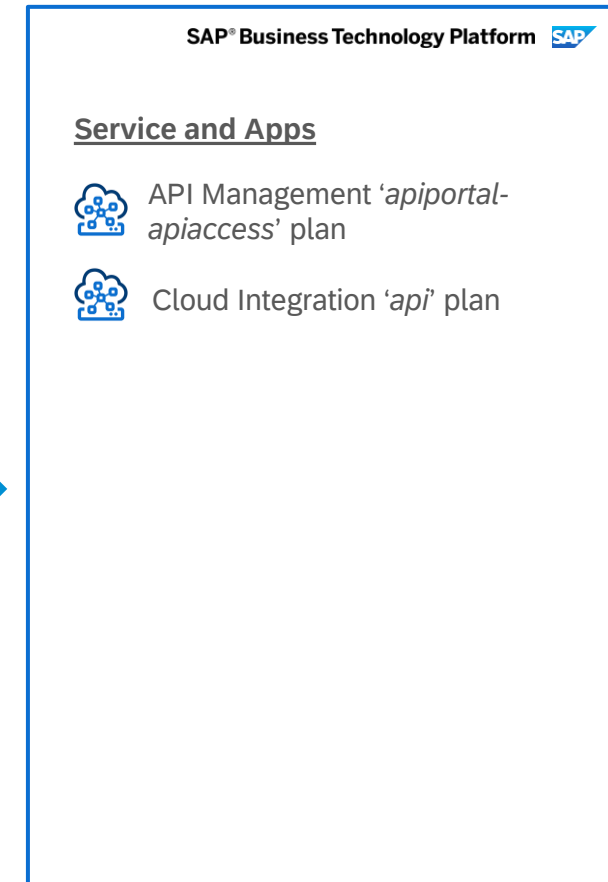 SAP® Business Technology Platform SAP
Service and Apps
API Management ‘apiportal-
apiaccess’ plan
Cloud Integration ‘api’ plan